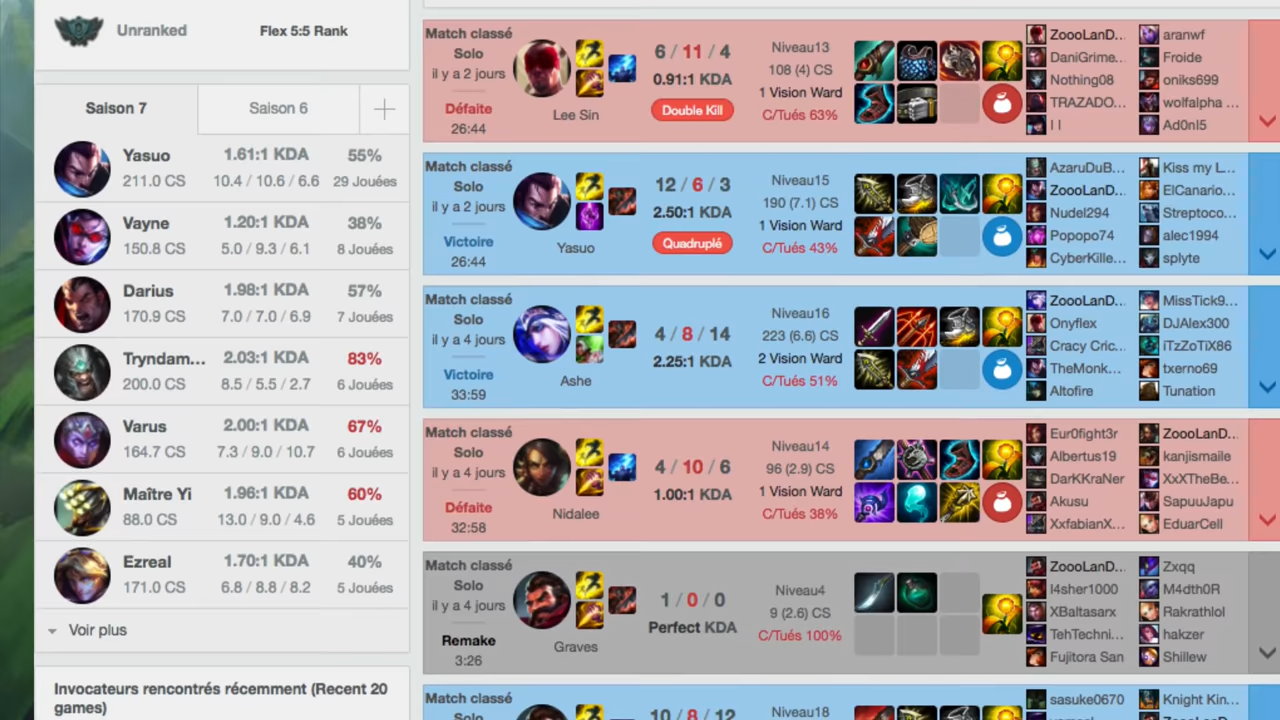 Unranked
Flex 5:5 Rank
Saison 7
Saison 6
Yasuo 1.61:1 KDA 55%
211.0 CS 10.4 / 10.6 / 6.6 29 Jouées
Vayne 1.20:1 KDA 38%
150.8 CS 5.0 / 9.3 / 6.1 8 Jouées
Darius 1.98:1 KDA 57%
170.9 CS 7.0 / 7.0 / 6.9 7 Jouées
Tryndam... 2.03:1 KDA 83%
200.0 CS 8.5 / 5.5 / 2.7 6 Jouées
Varus 2.00:1 KDA 67%
164.7 CS 7.3 / 9.0 / 10.7 6 Jouées
Maître Yi 1.96:1 KDA 60%
88.0 CS 13.0 / 9.0 / 4.6 5 Jouées
Ezreal 1.70:1 KDA 40%
171.0 CS 6.8 / 8.8 / 8.2 5 Jouées
Voir plus
Invocateurs rencontrés récemment (Recent 20
games)
Match classé
Solo
il y a 2 jours
Défaite
26:44
Lee Sin
6 / 11 / 4
0.91:1 KDA
Double Kill
Niveau13
108 (4) CS
1 Vision Ward
C/Tués 63%
ZoooLanD...
DaniGrime...
Nothing08
TRAZADO...
l l
aranwf
Froide
oniks699
wolfalpha ...
Ad0nl5
Match classé
Solo
il y a 2 jours
Victoire
26:44
Yasuo
12 / 6 / 3
2.50:1 KDA
Quadruplé
Niveau15
190 (7.1) CS
1 Vision Ward
C/Tués 43%
AzaruDuB...
ZoooLanD...
Nudel294
Popopo74
CyberKille...
Kiss my L...
ElCanario...
Streptoco...
alec1994
splyte
Match classé
Solo
il y a 4 jours
Victoire
33:59
Ashe
4 / 8 / 14
2.25:1 KDA
Niveau16
223 (6.6) CS
2 Vision Ward
C/Tués 51%
ZoooLanD...
Onyflex
Cracy Cric...
TheMonk...
Altofire
MissTick9...
DJAlex300
iTzZoTiX86
txerno69
Tunation
Match classé
Solo
il y a 4 jours
Défaite
32:58
Nidalee
4 / 10 / 6
1.00:1 KDA
Niveau14
96 (2.9) CS
1 Vision Ward
C/Tués 38%
Eur0fight3r
Albertus19
DarKKraNer
Akusu
XxfabianX...
ZoooLanD...
kanjismaile
XxXTheBe...
SapuuJapu
EduarCell
Match classé
Solo
il y a 4 jours
Remake
3:26
Graves
1 / 0 / 0
Perfect KDA
Niveau4
9 (2.6) CS
C/Tués 100%
ZoooLanD...
I4sher1000
XBaltasarx
TehTechni...
Fujitora San
Zxqq
M4dth0R
Rakrathlol
hakzer
Shillew
Match classé
Solo
10 / 8 / 12
Niveau18
sasuke0670
Knight Kin...